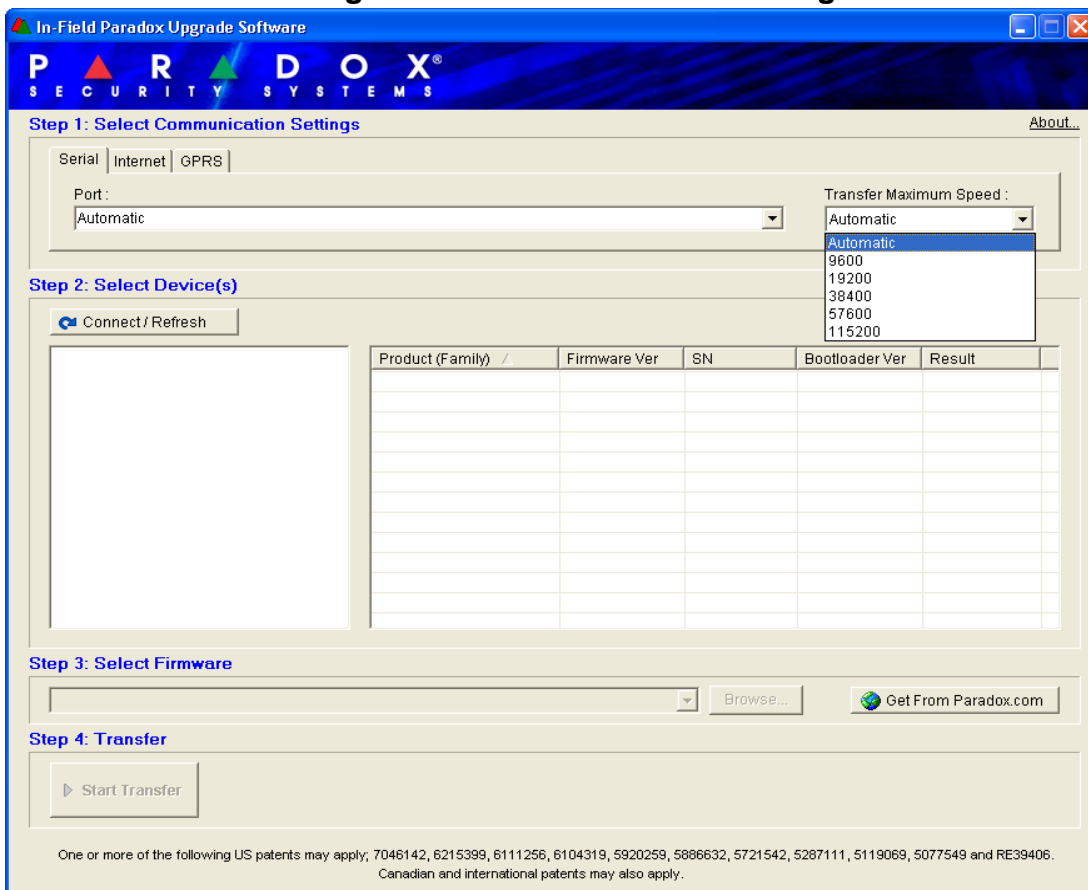 In-Field Paradox Upgrade Software
PARADOX®
SECURITY SYSTEMS
Step 1: Select Communication Settings
About...
Serial Internet GPRS
Port :
Transfer Maximum Speed :
Automatic
Automatic
Automatic
9600
19200
38400
57600
115200
Step 2: Select Device(s)
Connect / Refresh
Product (Family) Firmware Ver SN Bootloader Ver Result
Step 3: Select Firmware
Browse...
Get From Paradox.com
Step 4: Transfer
Start Transfer
One or more of the following US patents may apply; 7046142, 6215399, 6111256, 6104319, 5920259, 5886632, 5721542, 5287111, 5119069, 5077549 and RE39406.
Canadian and international patents may also apply.